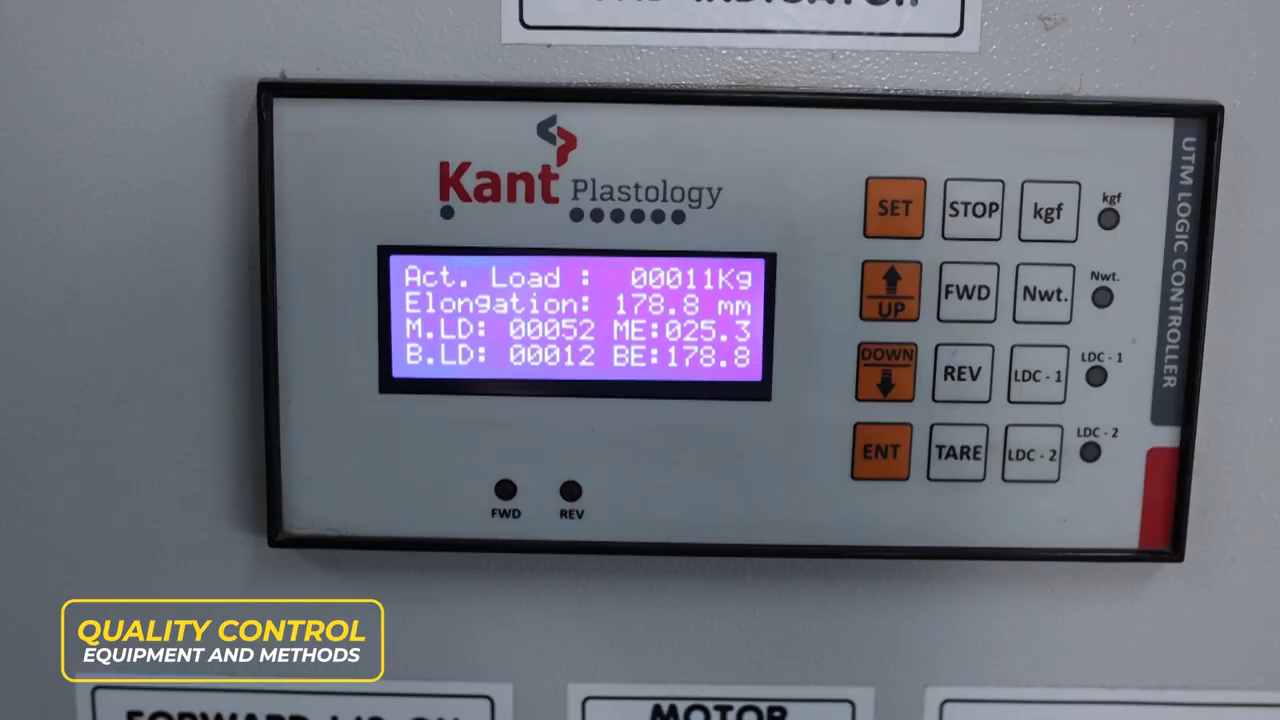 INDICATOR
Kant Plastology
Act. Load : 00011Kg
Elongation: 178.8 mm
M.LD: 00052 ME:025.3
B.LD: 00012 BE:178.8
FWD REV
SET STOP kgf kgf
UP FWD Nwt. Nwt.
DOWN REV LDC - 1 LDC - 1
ENT TARE LDC - 2 LDC - 2
UTM LOGIC CONTROLLER
QUALITY CONTROL
EQUIPMENT AND METHODS
MOTOR